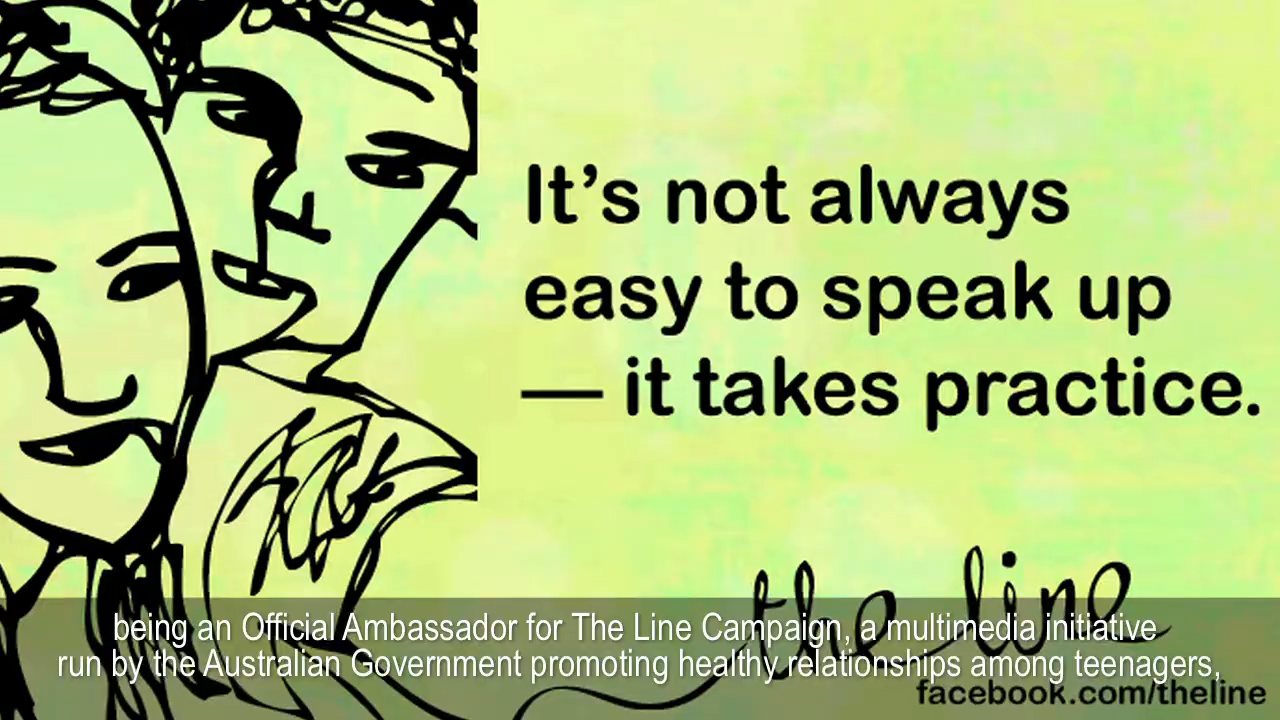 It’s not always
easy to speak up
— it takes practice.
the line
being an Official Ambassador for The Line Campaign, a multimedia initiative
run by the Australian Government promoting healthy relationships among teenagers,
facebook.com/theline